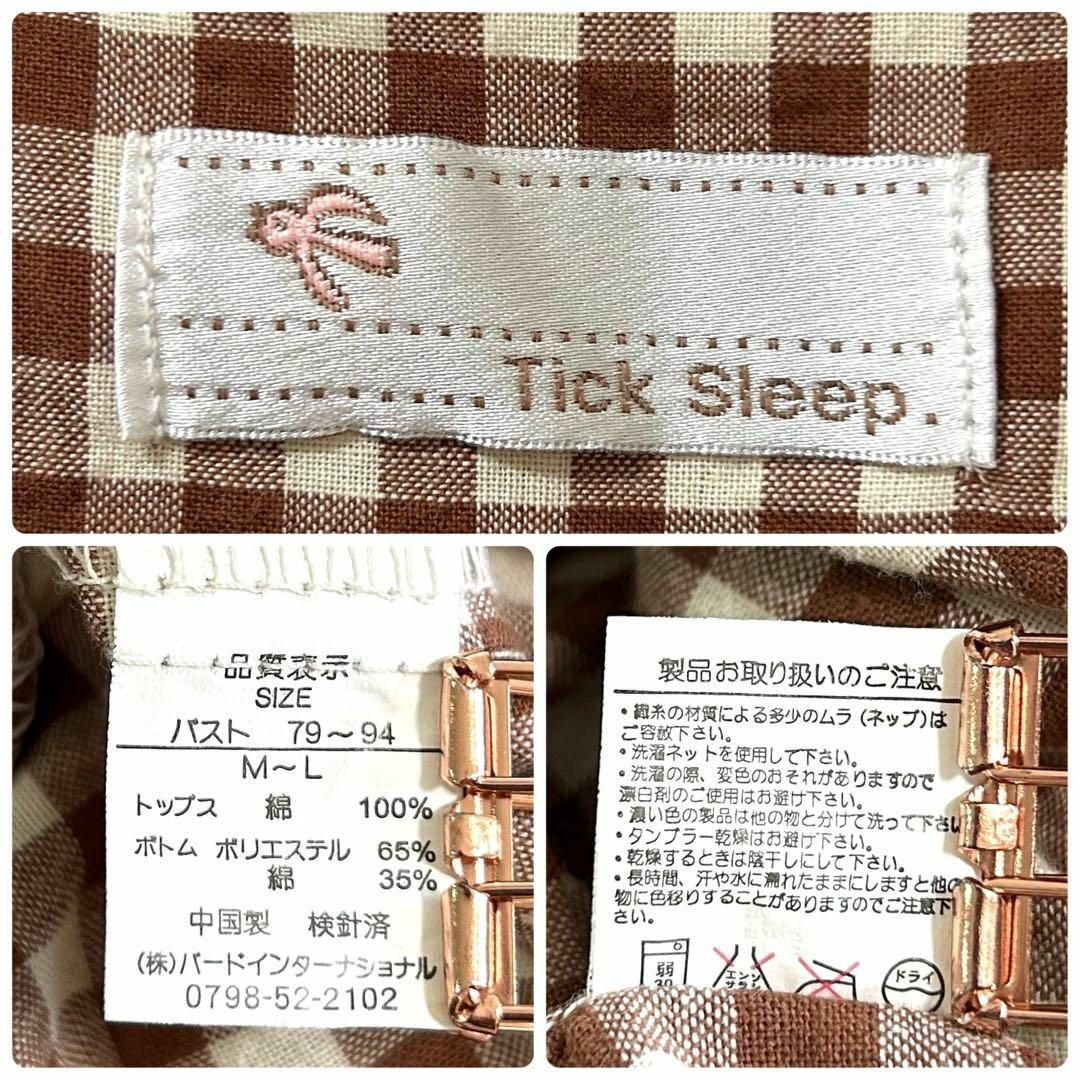 Tick Sleep.
品質表示
SIZE
バスト 79～94
M～L
トップス 綿 100%
ボトム ポリエステル 65%
綿 35%
中国製 検針済
(株)バードインターナショナル
0798-52-2102
製品お取り扱いのご注意
・織糸の材質による多少のムラ(ネップ)は
ご容赦下さい。
・洗濯ネットを使用して下さい。
・洗濯の際、変色のおそれがありますので
漂白剤のご使用はお避け下さい。
・濃い色の製品は他の物と分けて洗って下さい
・タンブラー乾燥はお避け下さい。
・乾燥するときは陰干しにして下さい。
・長時間、汗や水に濡れたままにしますと他の
物に色移りすることがありますのでご注意下
さい。
弱
30
エンソ
サラシ
ドライ